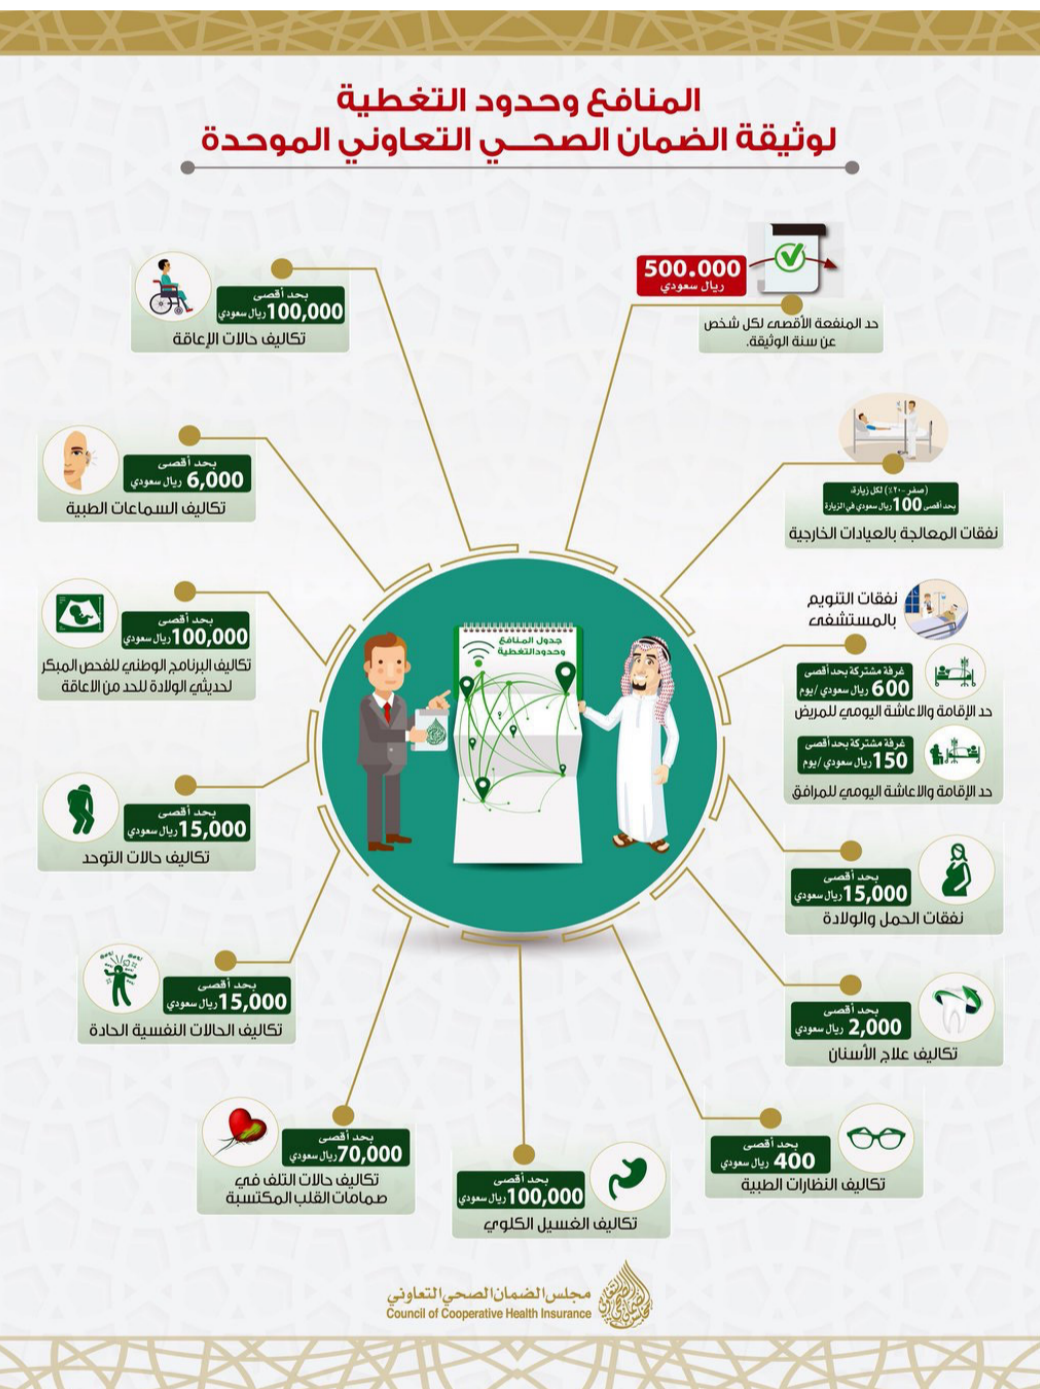 المنافع وحدود التغطية
لوثيقة الضمان الصحـــي التعاوني الموحدة
500.000
ريال سعودي
حد المنفعة الأقصى لكل شخص
عن سنة الوثيقة.
(صفر -٢٠٪) لكل زيارة،
بحد أقصى 100 ريال سعودي في الزيارة
نفقات المعالجة بالعيادات الخارجية
نفقات التنويم
بالمستشفى
غرفة مشتركة بحد أقصى
600 ريال سعودي /يوم
حد الإقامة والاعاشة اليومي للمريض
غرفة مشتركة بحد أقصى
150 ريال سعودي /يوم
حد الإقامة والاعاشة اليومي للمرافق
بحد أقصى
15,000 ريال سعودي
نفقات الحمل والولادة
بحد أقصى
2,000 ريال سعودي
تكاليف علاج الأسنان
بحد أقصى
400 ريال سعودي
تكاليف النظارات الطبية
بحد أقصى
100,000 ريال سعودي
تكاليف الغسيل الكلوي
بحد أقصى
70,000 ريال سعودي
تكاليف حالات التلف في
صمامات القلب المكتسبة
بحد أقصى
15,000 ريال سعودي
تكاليف الحالات النفسية الحادة
بحد أقصى
15,000 ريال سعودي
تكاليف حالات التوحد
بحد أقصى
100,000 ريال سعودي
تكاليف البرنامج الوطني للفحص المبكر
لحديثي الولادة للحد من الاعاقة
بحد أقصى
6,000 ريال سعودي
تكاليف السماعات الطبية
بحد أقصى
100,000 ريال سعودي
تكاليف حالات الإعاقة
جدول المنافع
وحدود التغطية
مجلس الضمان الصحي التعاوني
Council of Cooperative Health Insurance